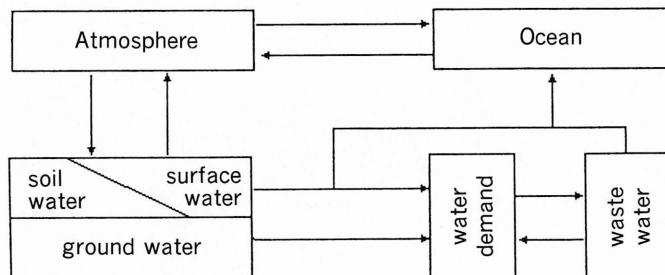 Atmosphere
Ocean
soil
water
surface
water
ground water
water
demand
waste
water